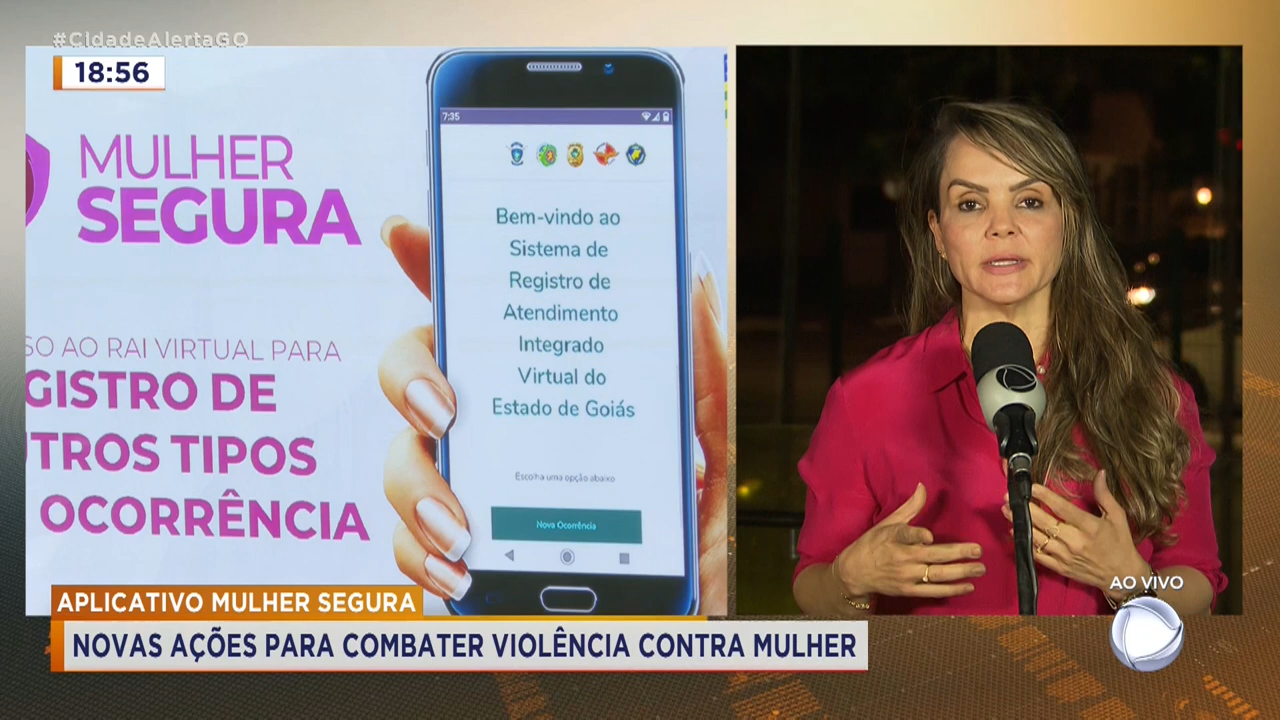 #CidadeAlertaGO
18:56
MULHER
SEGURA
SO AO RAI VIRTUAL PARA
GISTRO DE
TROS TIPOS
OCORRÊNCIA
7:35
Bem-vindo ao
Sistema de
Registro de
Atendimento
Integrado
Virtual do
Estado de Goiás
Escolha uma opção abaixo
Nova Ocorrência
AO VIVO
APLICATIVO MULHER SEGURA
NOVAS AÇÕES PARA COMBATER VIOLÊNCIA CONTRA MULHER